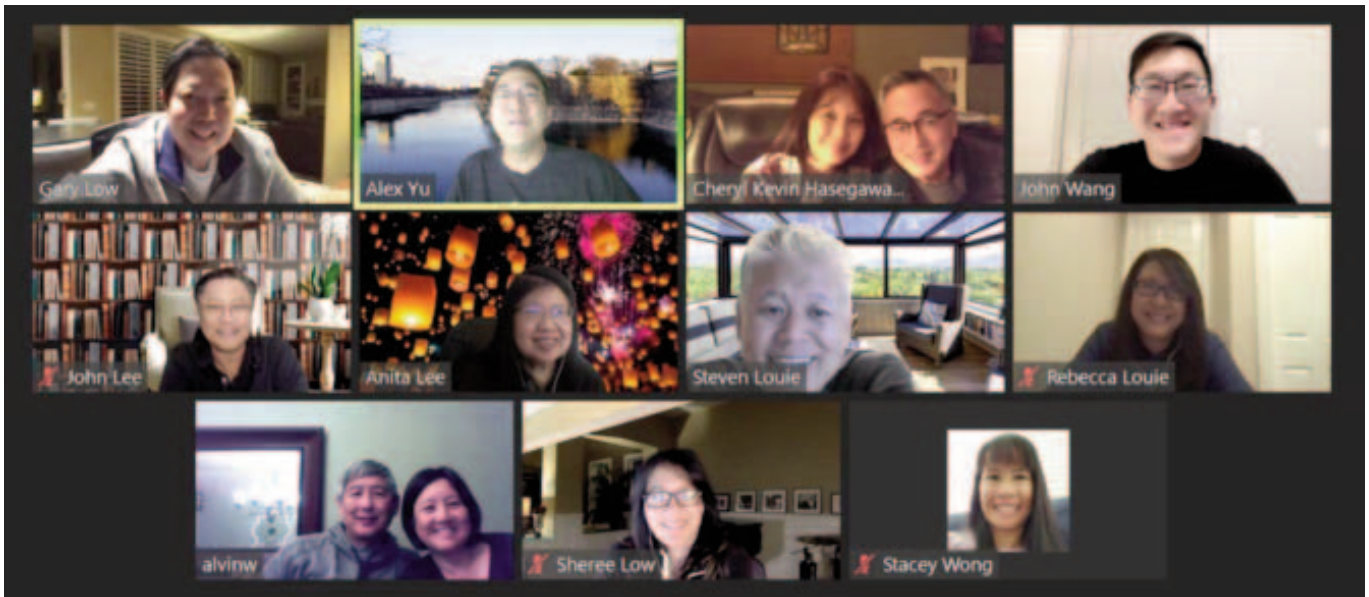 Gary Low
Alex Yu
Cheryl Kevin Hasegawa...
John Wang
John Lee
Anita Lee
Steven Louie
Rebecca Louie
alvinw
Sheree Low
Stacey Wong